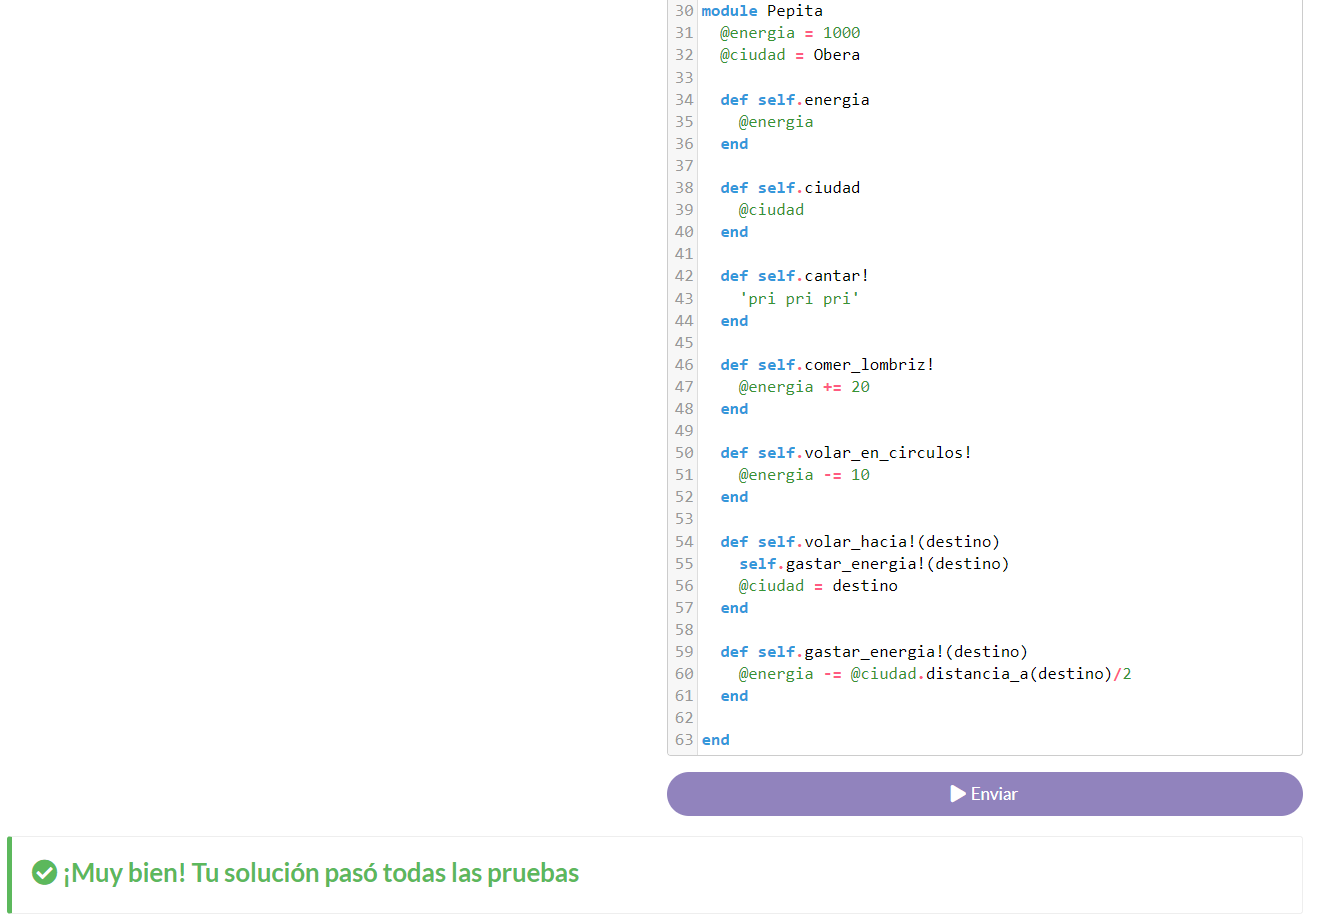 30 module Pepita
31   @energia = 1000
32   @ciudad = Obera
33
34   def self.energia
35     @energia
36   end
37
38   def self.ciudad
39     @ciudad
40   end
41
42   def self.cantar!
43     'pri pri pri'
44   end
45
46   def self.comer_lombriz!
47     @energia += 20
48   end
49
50   def self.volar_en_circulos!
51     @energia -= 10
52   end
53
54   def self.volar_hacia!(destino)
55     self.gastar_energia!(destino)
56     @ciudad = destino
57   end
58
59   def self.gastar_energia!(destino)
60     @energia -= @ciudad.distancia_a(destino)/2
61   end
62
63 end
Enviar
¡Muy bien! Tu solución pasó todas las pruebas